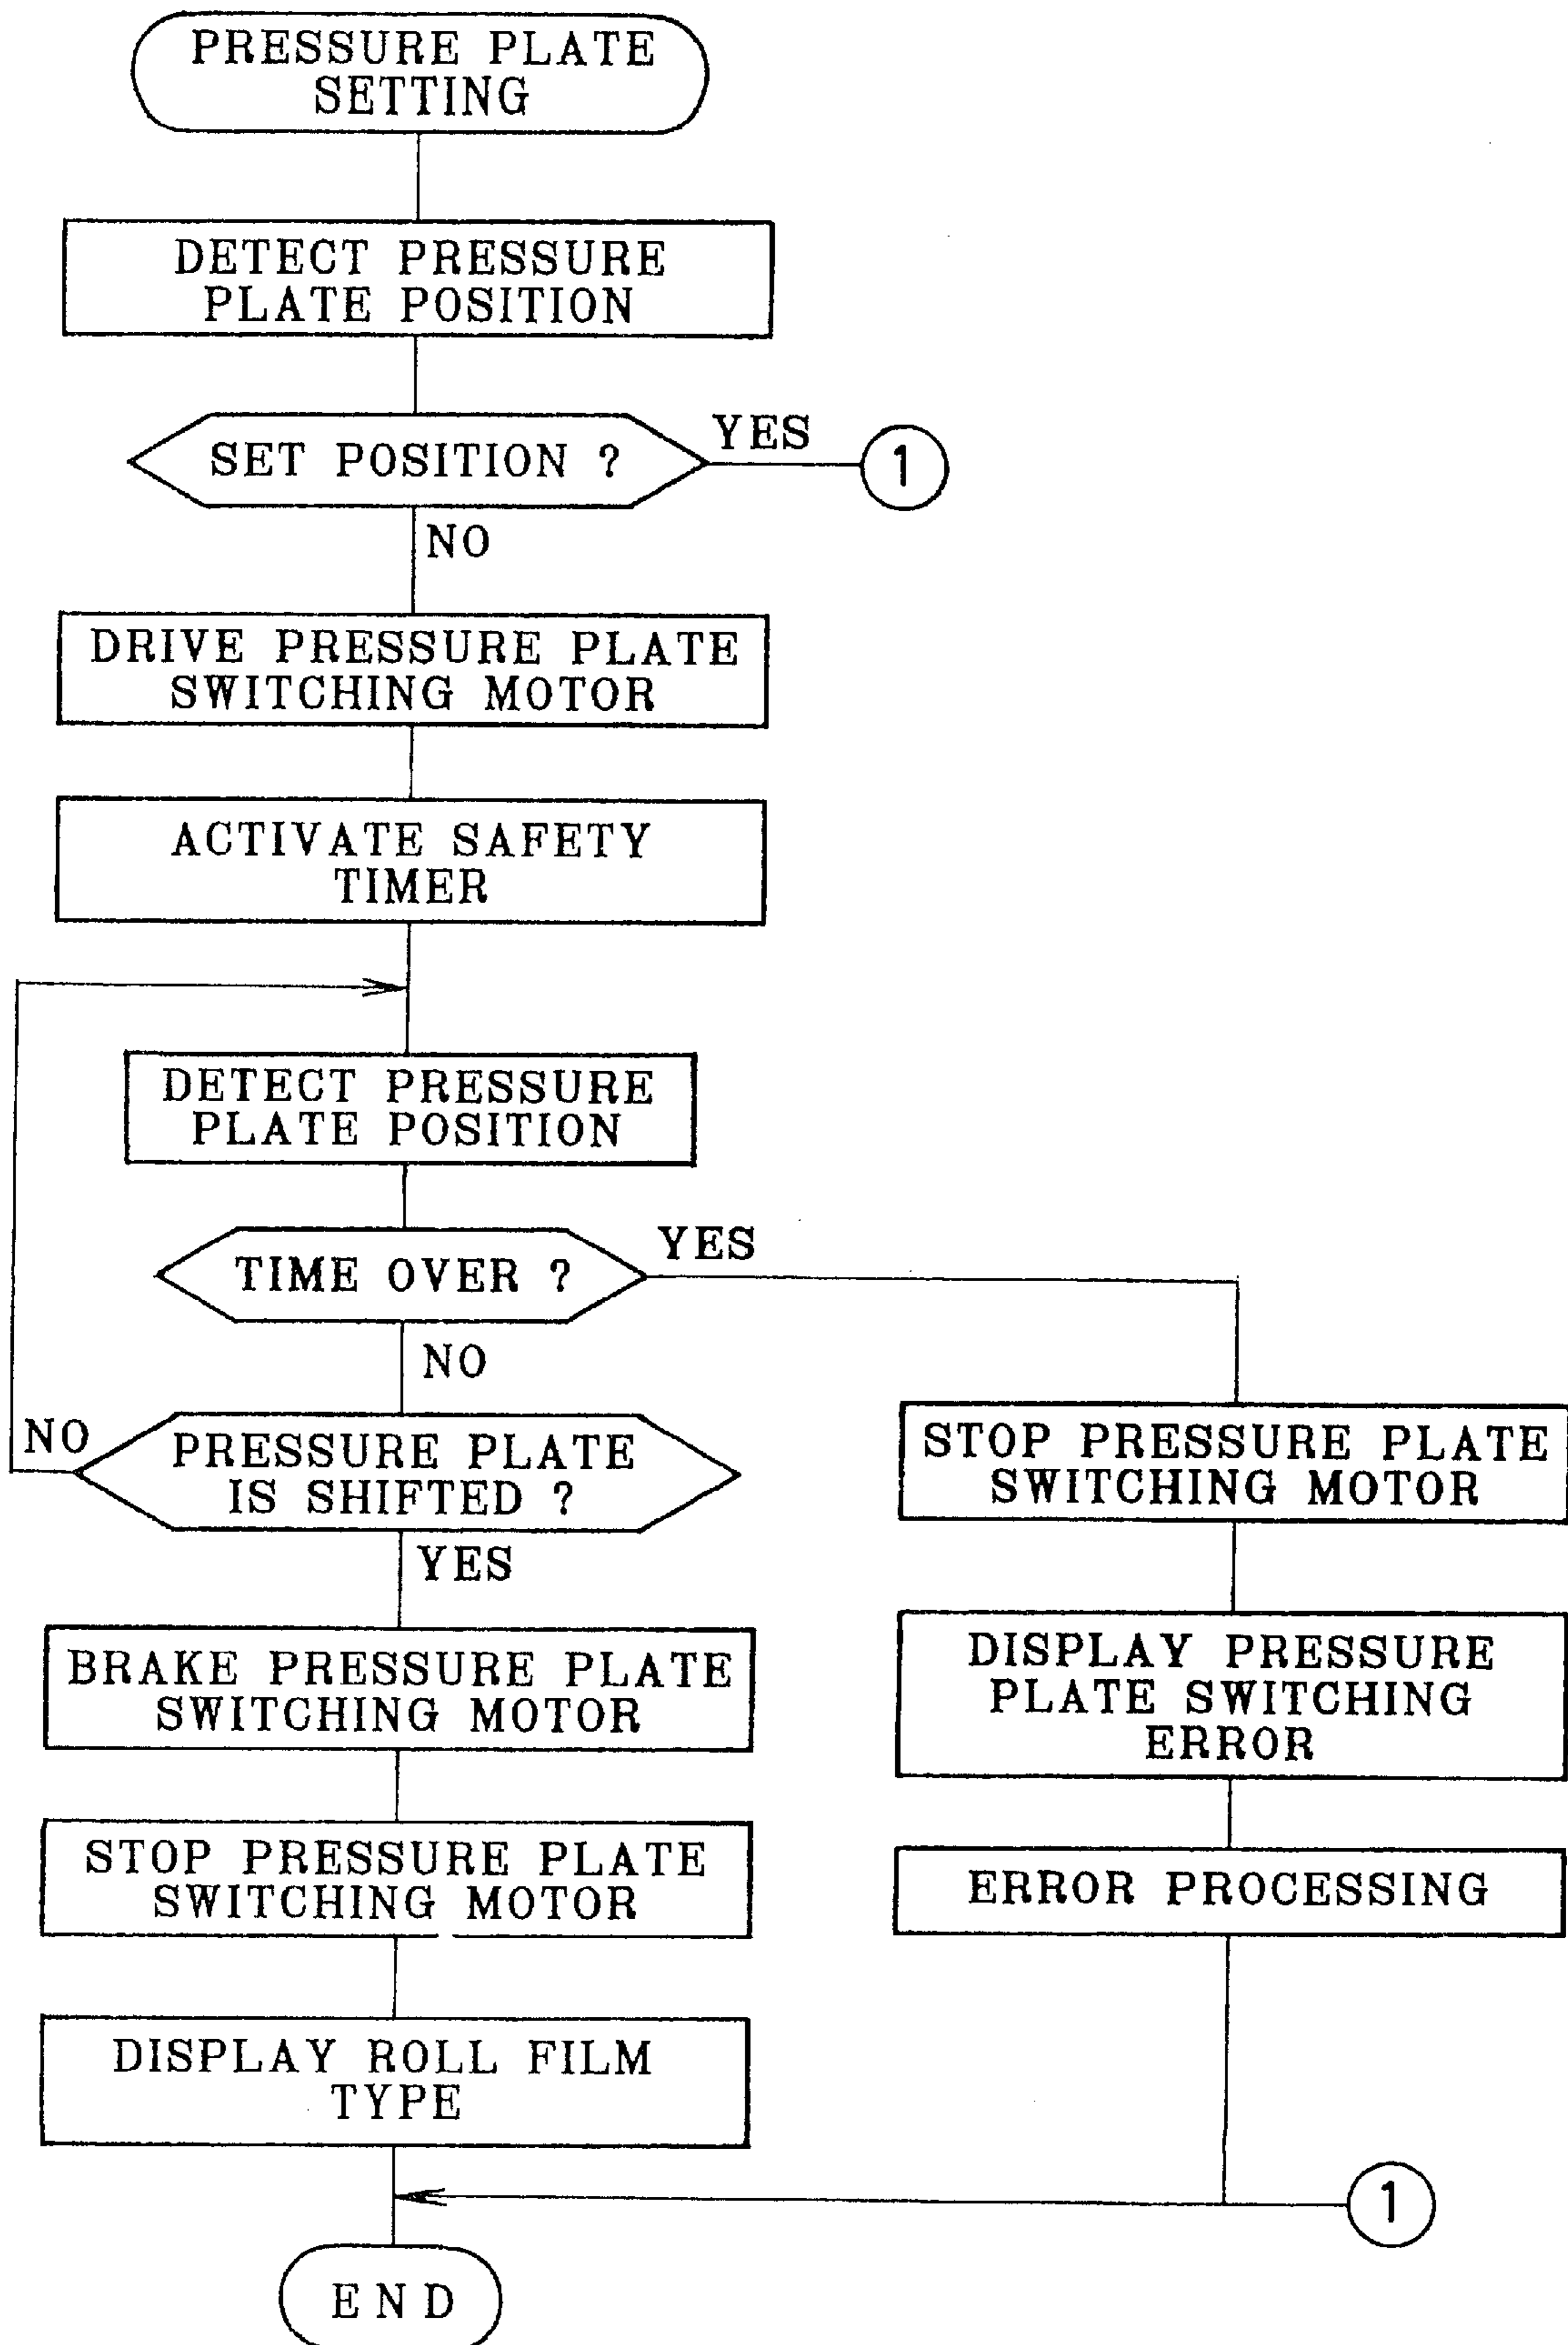 PRESSURE PLATE
SETTING
DETECT PRESSURE
PLATE POSITION
SET POSITION ?
YES
1
NO
DRIVE PRESSURE PLATE
SWITCHING MOTOR
ACTIVATE SAFETY
TIMER
DETECT PRESSURE
PLATE POSITION
TIME OVER ?
YES
NO
NO
PRESSURE PLATE
IS SHIFTED ?
YES
BRAKE PRESSURE PLATE
SWITCHING MOTOR
STOP PRESSURE PLATE
SWITCHING MOTOR
DISPLAY ROLL FILM
TYPE
STOP PRESSURE PLATE
SWITCHING MOTOR
DISPLAY PRESSURE
PLATE SWITCHING
ERROR
ERROR PROCESSING
1
END